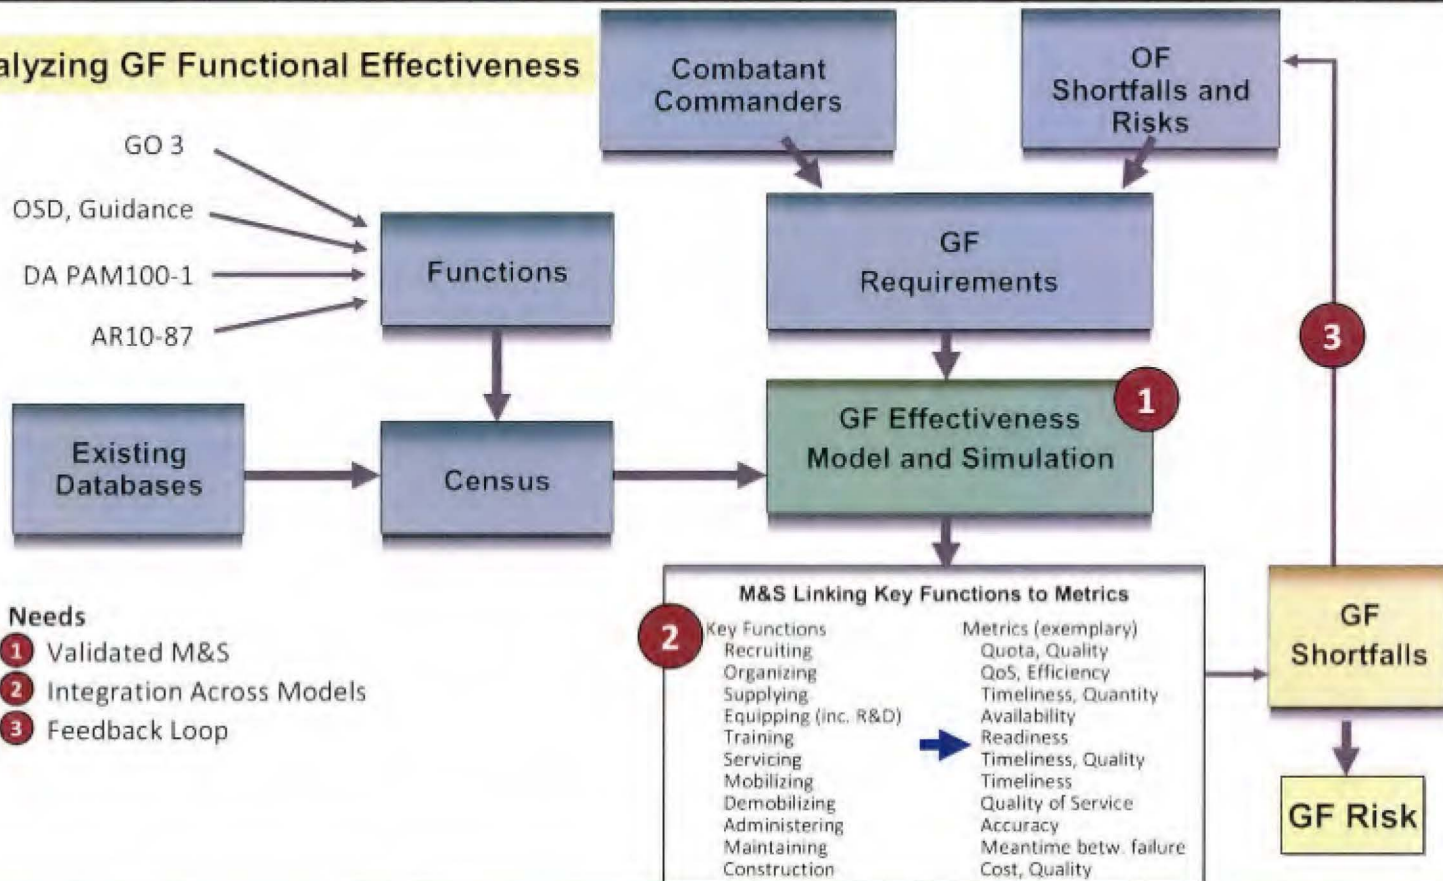 alyzing GF Functional Effectiveness
Combatant
Commanders
OF
Shortfalls and
Risks
GO 3
OSD, Guidance
DA PAM100-1
AR10-87
Functions
GF
Requirements
3
Existing
Databases
Census
GF Effectiveness
Model and Simulation
1
Needs
1 Validated M&S
2 Integration Across Models
3 Feedback Loop
2
M&S Linking Key Functions to Metrics
Key Functions Metrics (exemplary)
Recruiting Quota, Quality
Organizing QoS, Efficiency
Supplying Timeliness, Quantity
Equipping (inc. R&D) Availability
Training Readiness
Servicing Timeliness, Quality
Mobilizing Timeliness
Demobilizing Quality of Service
Administering Accuracy
Maintaining Meantime betw. failure
Construction Cost, Quality
GF
Shortfalls
GF Risk